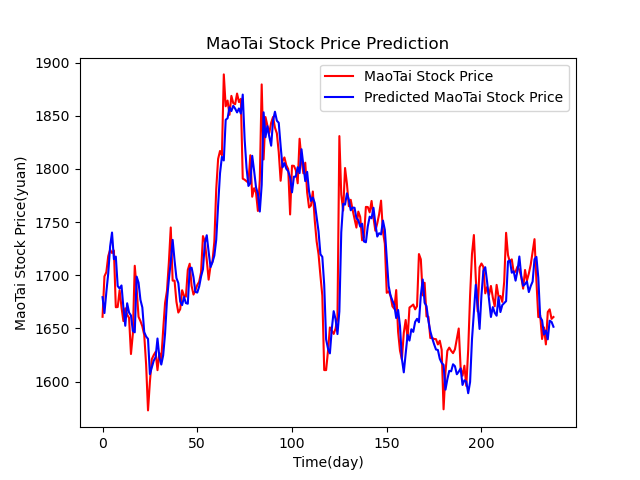 MaoTai Stock Price Prediction
MaoTai Stock Price
Predicted MaoTai Stock Price
MaoTai Stock Price(yuan)
1900
1850
1800
1750
1700
1650
1600
0 50 100 150 200
Time(day)